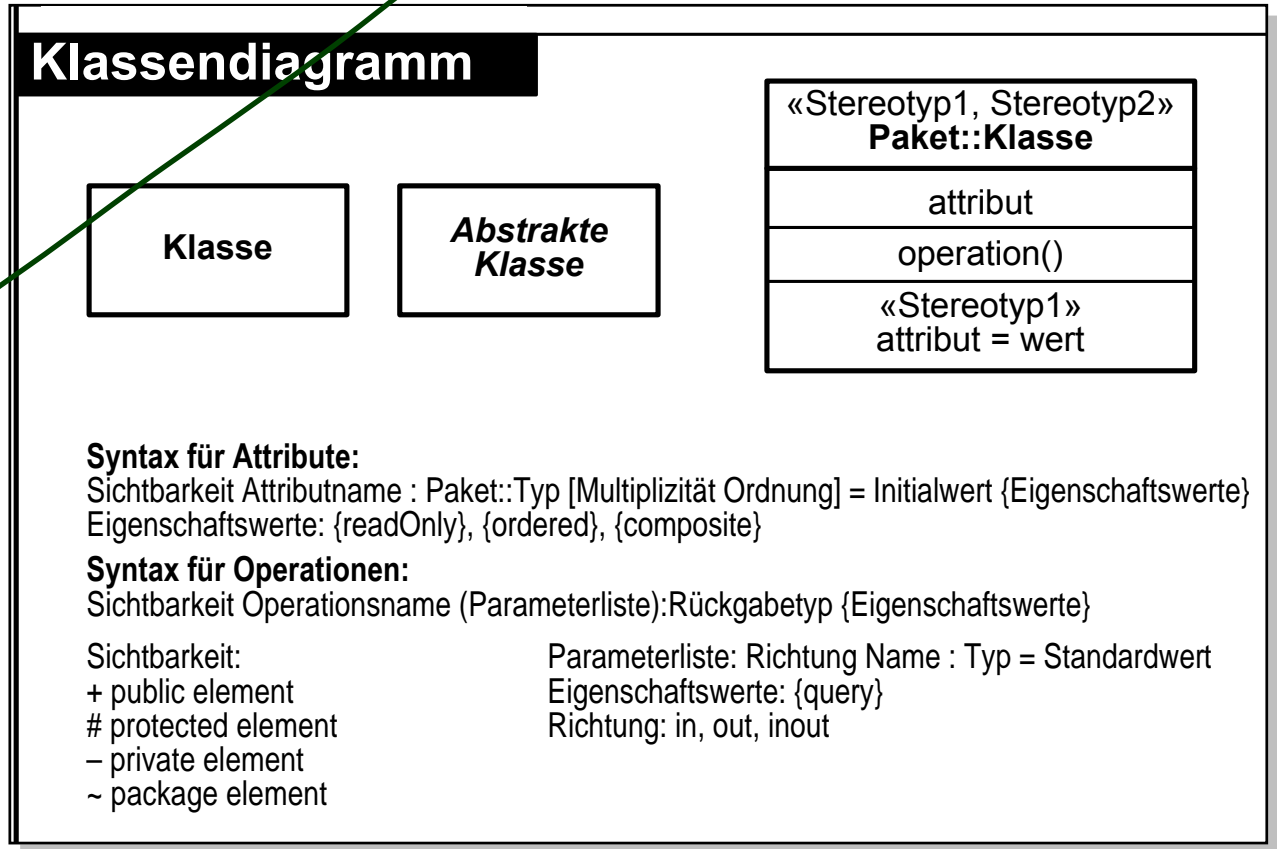 Klassendiagramm
«Stereotyp1, Stereotyp2»
Paket::Klasse
attribut
operation()
«Stereotyp1»
attribut = wert
Klasse
Abstrakte
Klasse
Syntax für Attribute:
Sichtbarkeit Attributname : Paket::Typ [Multiplizität Ordnung] = Initialwert {Eigenschaftswerte}
Eigenschaftswerte: {readOnly}, {ordered}, {composite}
Syntax für Operationen:
Sichtbarkeit Operationsname (Parameterliste):Rückgabetyp {Eigenschaftswerte}
Sichtbarkeit:
+ public element
# protected element
– private element
~ package element
Parameterliste: Richtung Name : Typ = Standardwert
Eigenschaftswerte: {query}
Richtung: in, out, inout